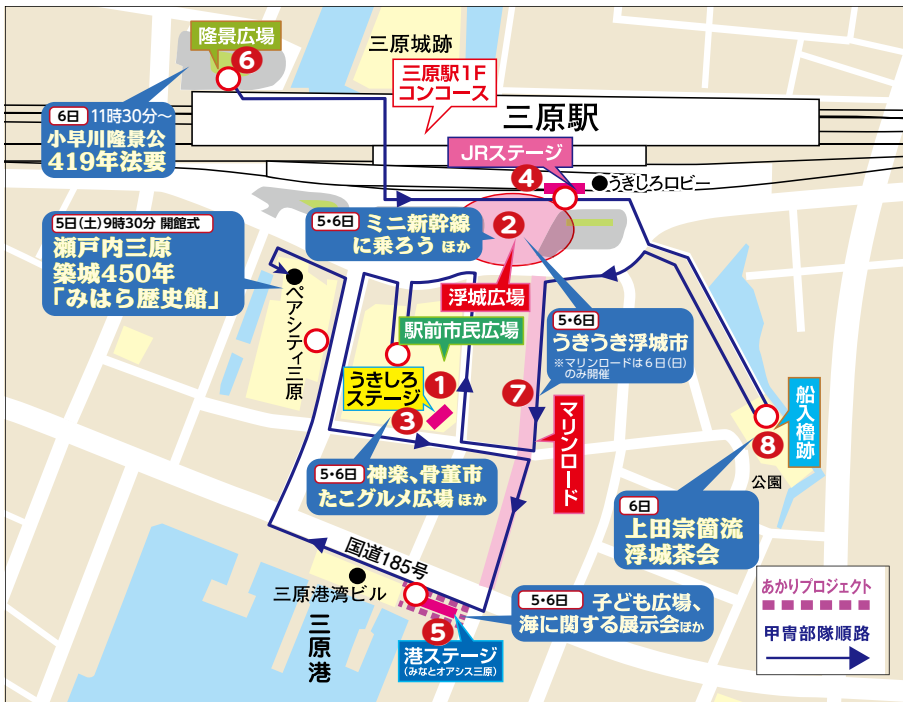 隆景広場
6
三原城跡
三原駅1F
コンコース
三原駅
6日 11時30分～
小早川隆景公
419年法要
JRステージ
4
うきしろロビー
5日(土)9時30分 開館式
瀬戸内三原
築城450年
「みはら歴史館」
5・6日 ミニ新幹線
に乗ろう ほか
2
浮城広場
ペアシティ三原
駅前市民広場
5・6日
うきうき浮城市
※マリンロードは6日(日)
のみ開催
うきしろ
ステージ
1
3
7
マリンロード
船入櫓跡
8
公園
5・6日 神楽、骨董市
たこグルメ広場 ほか
6日
上田宗箇流
浮城茶会
国道185号
三原港湾ビル
三原港
5
港ステージ
(みなとオアシス三原)
5・6日 子ども広場、
海に関する展示会ほか
あかりプロジェクト
甲冑部隊順路